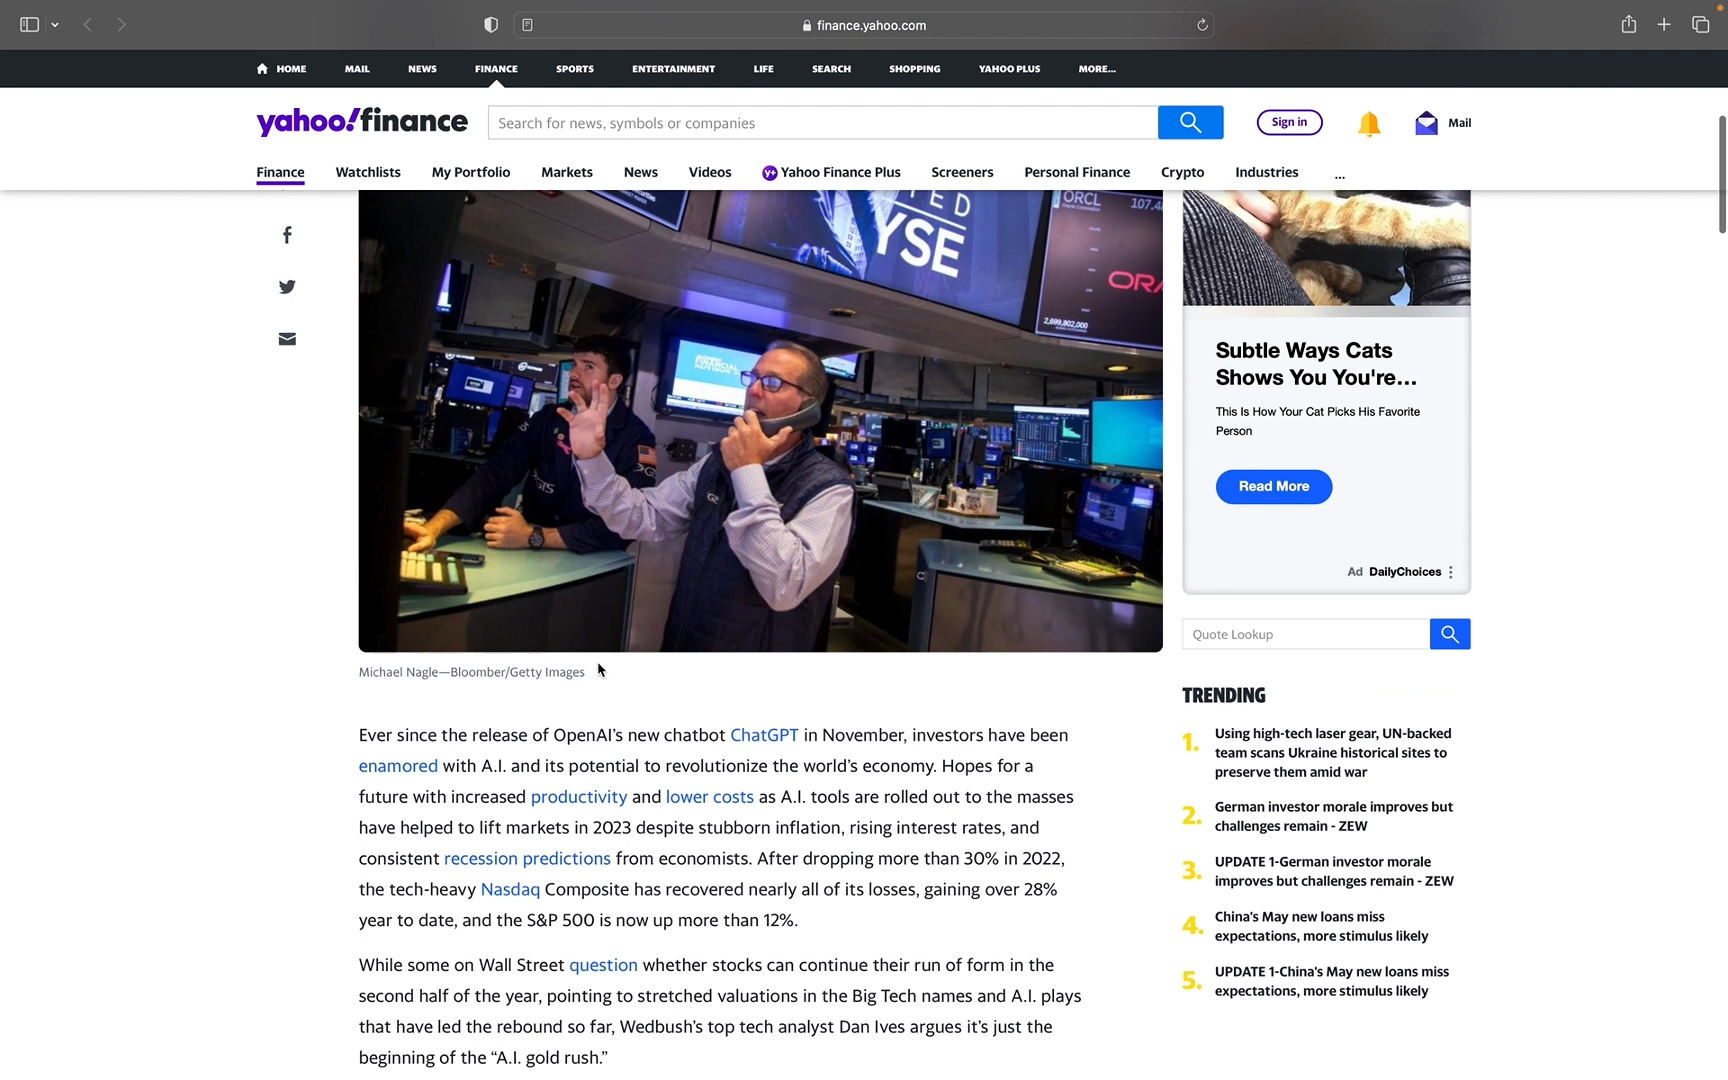 finance.yahoo.com
HOME MAIL NEWS FINANCE SPORTS ENTERTAINMENT LIFE SEARCH SHOPPING YAHOO PLUS MORE...
yahoo!finance
Search for news, symbols or companies
Sign in
Mail
Finance Watchlists My Portfolio Markets News Videos Y+ Yahoo Finance Plus Screeners Personal Finance Crypto Industries ...
TED
YSE
ORCL
107.4
ORA
2,699,802,000
Michael Nagle—Bloomber/Getty Images
Ever since the release of OpenAI’s new chatbot ChatGPT in November, investors have been
enamored with A.I. and its potential to revolutionize the world’s economy. Hopes for a
future with increased productivity and lower costs as A.I. tools are rolled out to the masses
have helped to lift markets in 2023 despite stubborn inflation, rising interest rates, and
consistent recession predictions from economists. After dropping more than 30% in 2022,
the tech-heavy Nasdaq Composite has recovered nearly all of its losses, gaining over 28%
year to date, and the S&P 500 is now up more than 12%.
While some on Wall Street question whether stocks can continue their run of form in the
second half of the year, pointing to stretched valuations in the Big Tech names and A.I. plays
that have led the rebound so far, Wedbush’s top tech analyst Dan Ives argues it’s just the
beginning of the “A.I. gold rush.”
Subtle Ways Cats
Shows You You're...
This Is How Your Cat Picks His Favorite
Person
Read More
Ad DailyChoices
Quote Lookup
TRENDING
1. Using high-tech laser gear, UN-backed
team scans Ukraine historical sites to
preserve them amid war
2. German investor morale improves but
challenges remain - ZEW
3. UPDATE 1-German investor morale
improves but challenges remain - ZEW
4. China's May new loans miss
expectations, more stimulus likely
5. UPDATE 1-China's May new loans miss
expectations, more stimulus likely